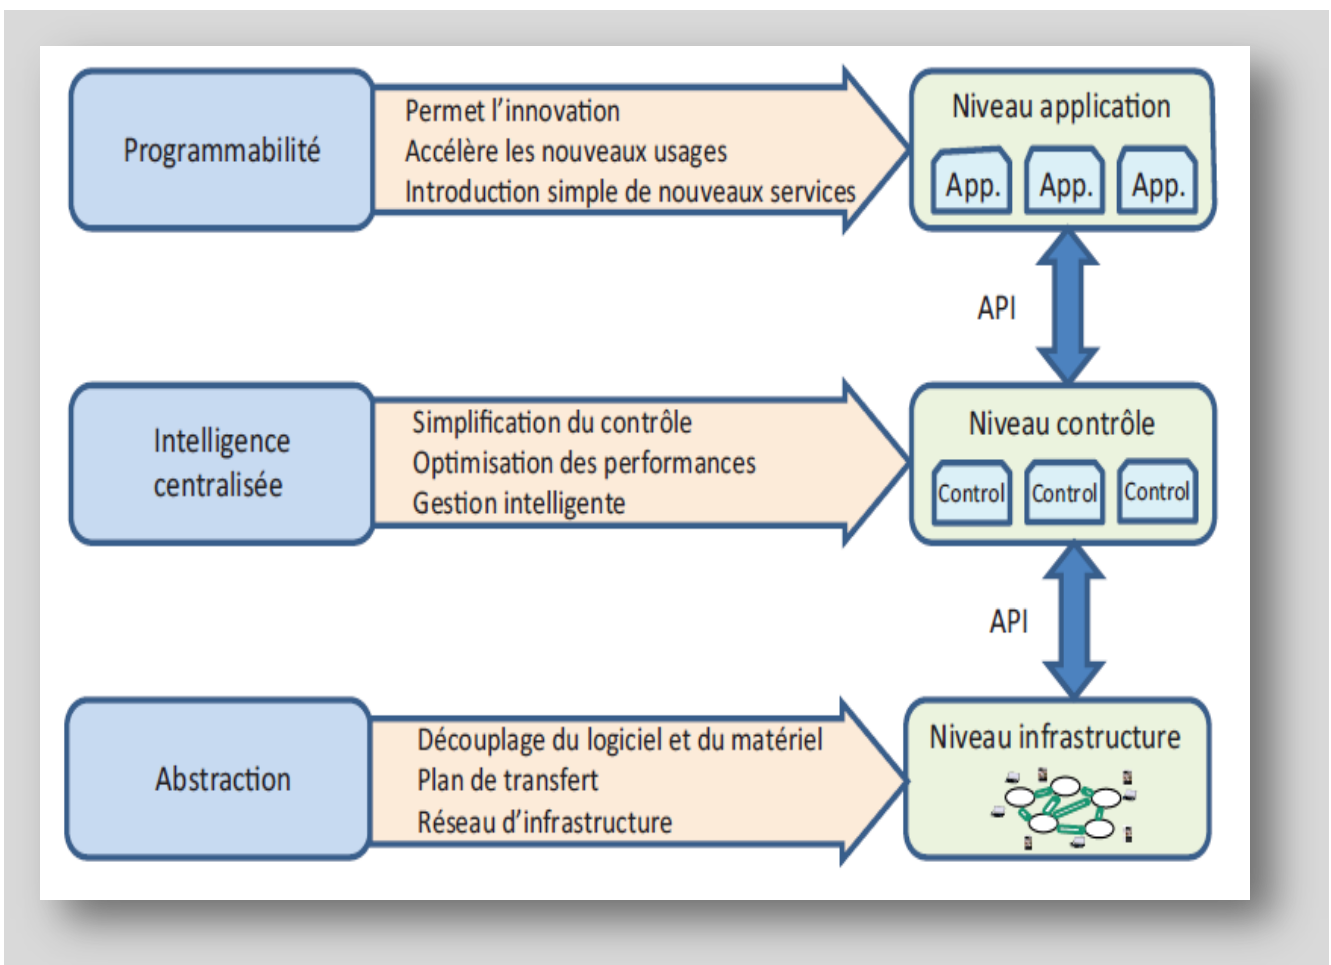 Programmabilité
Permet l’innovation
Accélère les nouveaux usages
Introduction simple de nouveaux services
Niveau application
App.
App.
App.
API
Intelligence
centralisée
Simplification du contrôle
Optimisation des performances
Gestion intelligente
Niveau contrôle
Control
Control
Control
API
Abstraction
Découplage du logiciel et du matériel
Plan de transfert
Réseau d’infrastructure
Niveau infrastructure